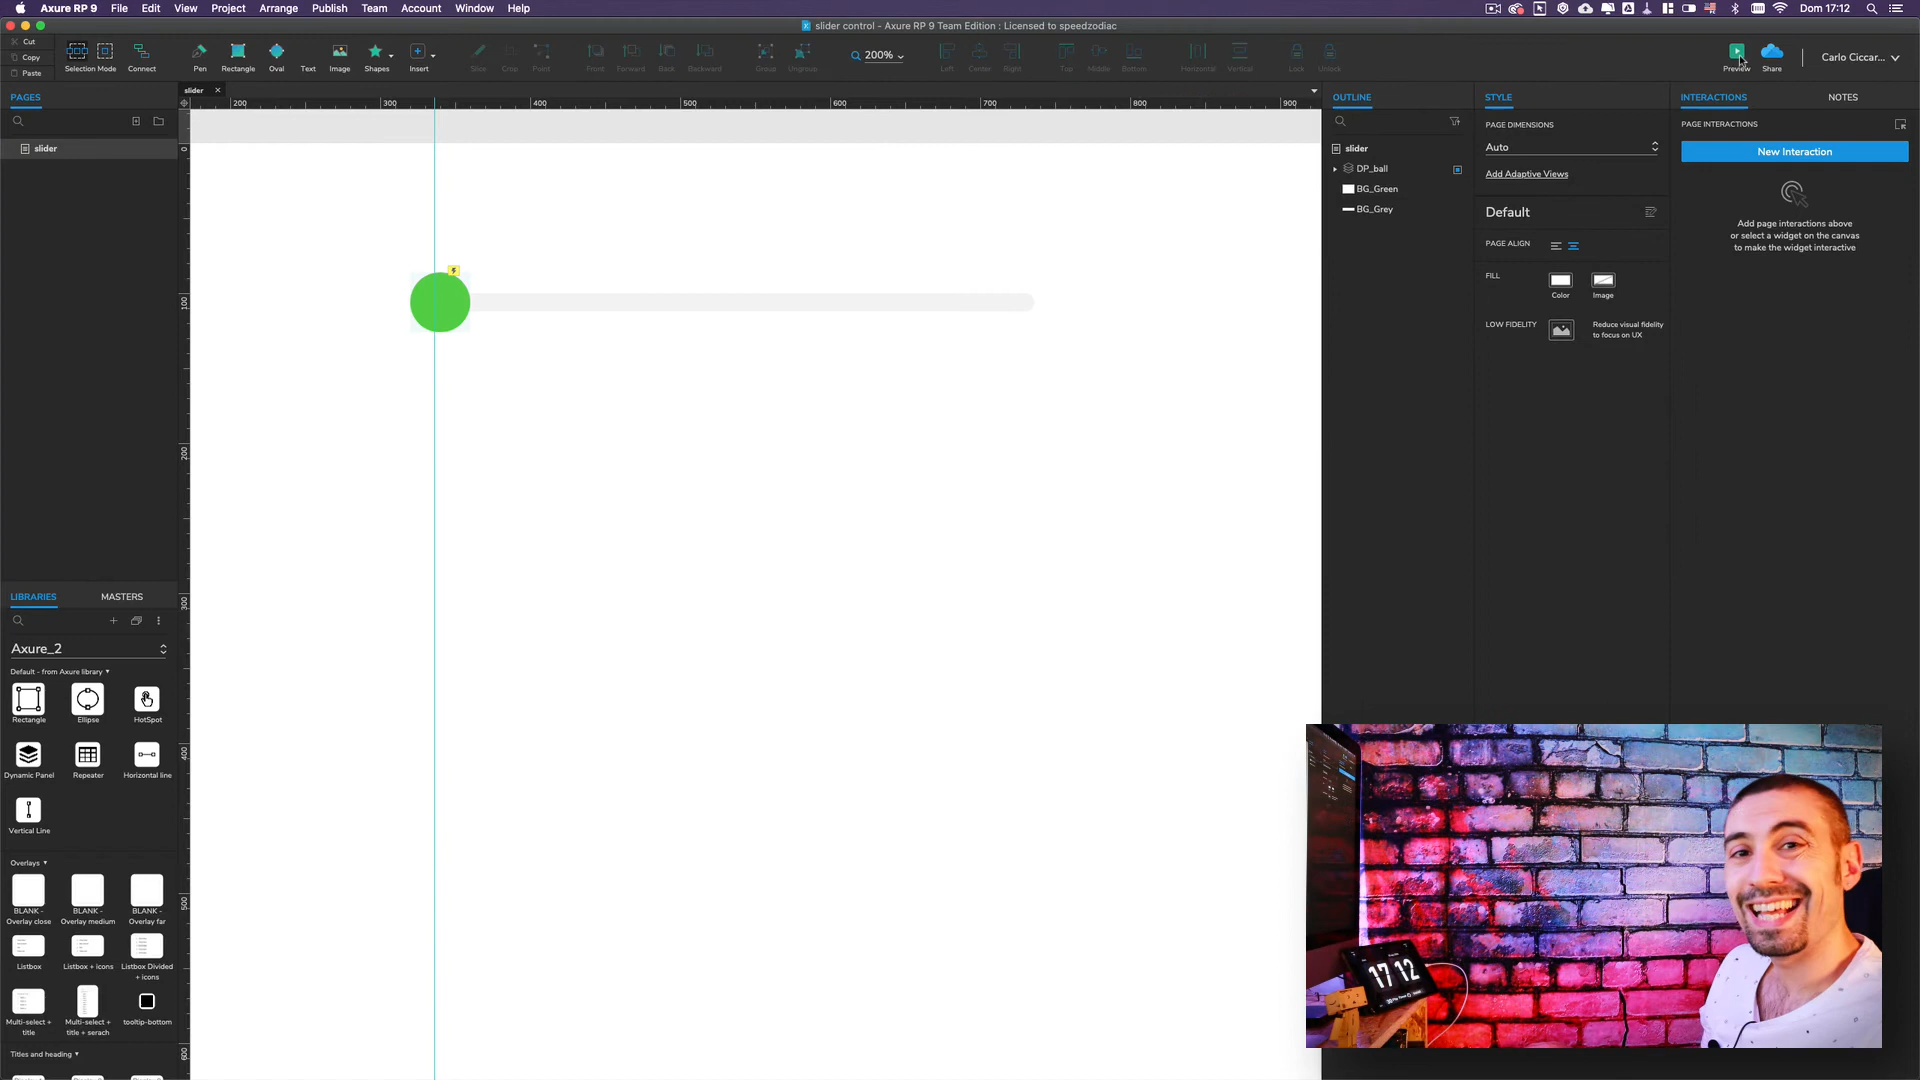 Axure RP 9 File Edit View Project Arrange Publish Team Account Window Help Dom 17:12
slider control - Axure RP 9 Team Edition : Licensed to speedzodiac
Cut
Copy
Paste
Selection Mode Connect Pen Rectangle Oval Text Image Shapes Insert Slice Crop Point Front Forward Back Backward Group Ungroup 200% Left Center Right Top Middle Bottom Horizontal Vertical Lock Unlock Preview Share Carlo Ciccar...
PAGES
slider
slider
200 300 400 500 600 700 800 900
0
100
200
300
400
500
600
LIBRARIES MASTERS
Axure_2
Default - from Axure library
Rectangle Ellipse HotSpot
Dynamic Panel Repeater Horizontal line
Vertical Line
Overlays
BLANK - Overlay close
BLANK - Overlay medium
BLANK - Overlay far
Listbox
Listbox + icons
Listbox Divided + icons
Multi-select + title
Multi-select + title + serach
tooltip-bottom
Titles and heading
OUTLINE
slider
DP_ball
BG_Green
BG_Grey
STYLE
PAGE DIMENSIONS
Auto
Add Adaptive Views
Default
PAGE ALIGN
FILL
Color Image
LOW FIDELITY
Reduce visual fidelity
to focus on UX
INTERACTIONS NOTES
PAGE INTERACTIONS
New Interaction
Add page interactions above
or select a widget on the canvas
to make the widget interactive
17 12